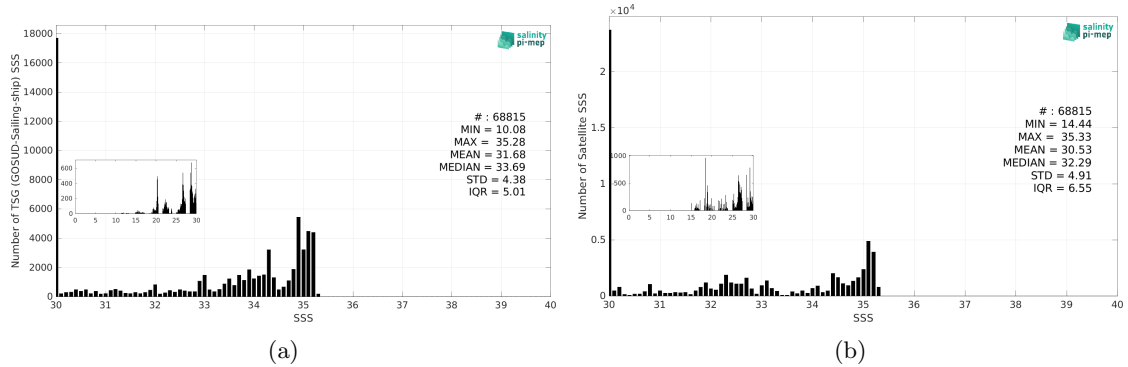 18000
16000
14000
12000
10000
8000
6000
4000
2000
0
Number of TSG (GOSUD-Sailing-ship) SSS
30 31 32 33 34 35 36 37 38 39 40
SSS
salinity
pi-mep
# : 68815
MIN = 10.08
MAX = 35.28
MEAN = 31.68
MEDIAN = 33.69
STD = 4.38
IQR = 5.01
600
400
200
0
0 5 10 15 20 25 30
(a)
×10⁴
2
1.5
1
0.5
0
Number of Satellite SSS
30 31 32 33 34 35 36 37 38 39 40
SSS
salinity
pi-mep
# : 68815
MIN = 14.44
MAX = 35.33
MEAN = 30.53
MEDIAN = 32.29
STD = 4.91
IQR = 6.55
1000
500
0
0 5 10 15 20 25 30
(b)